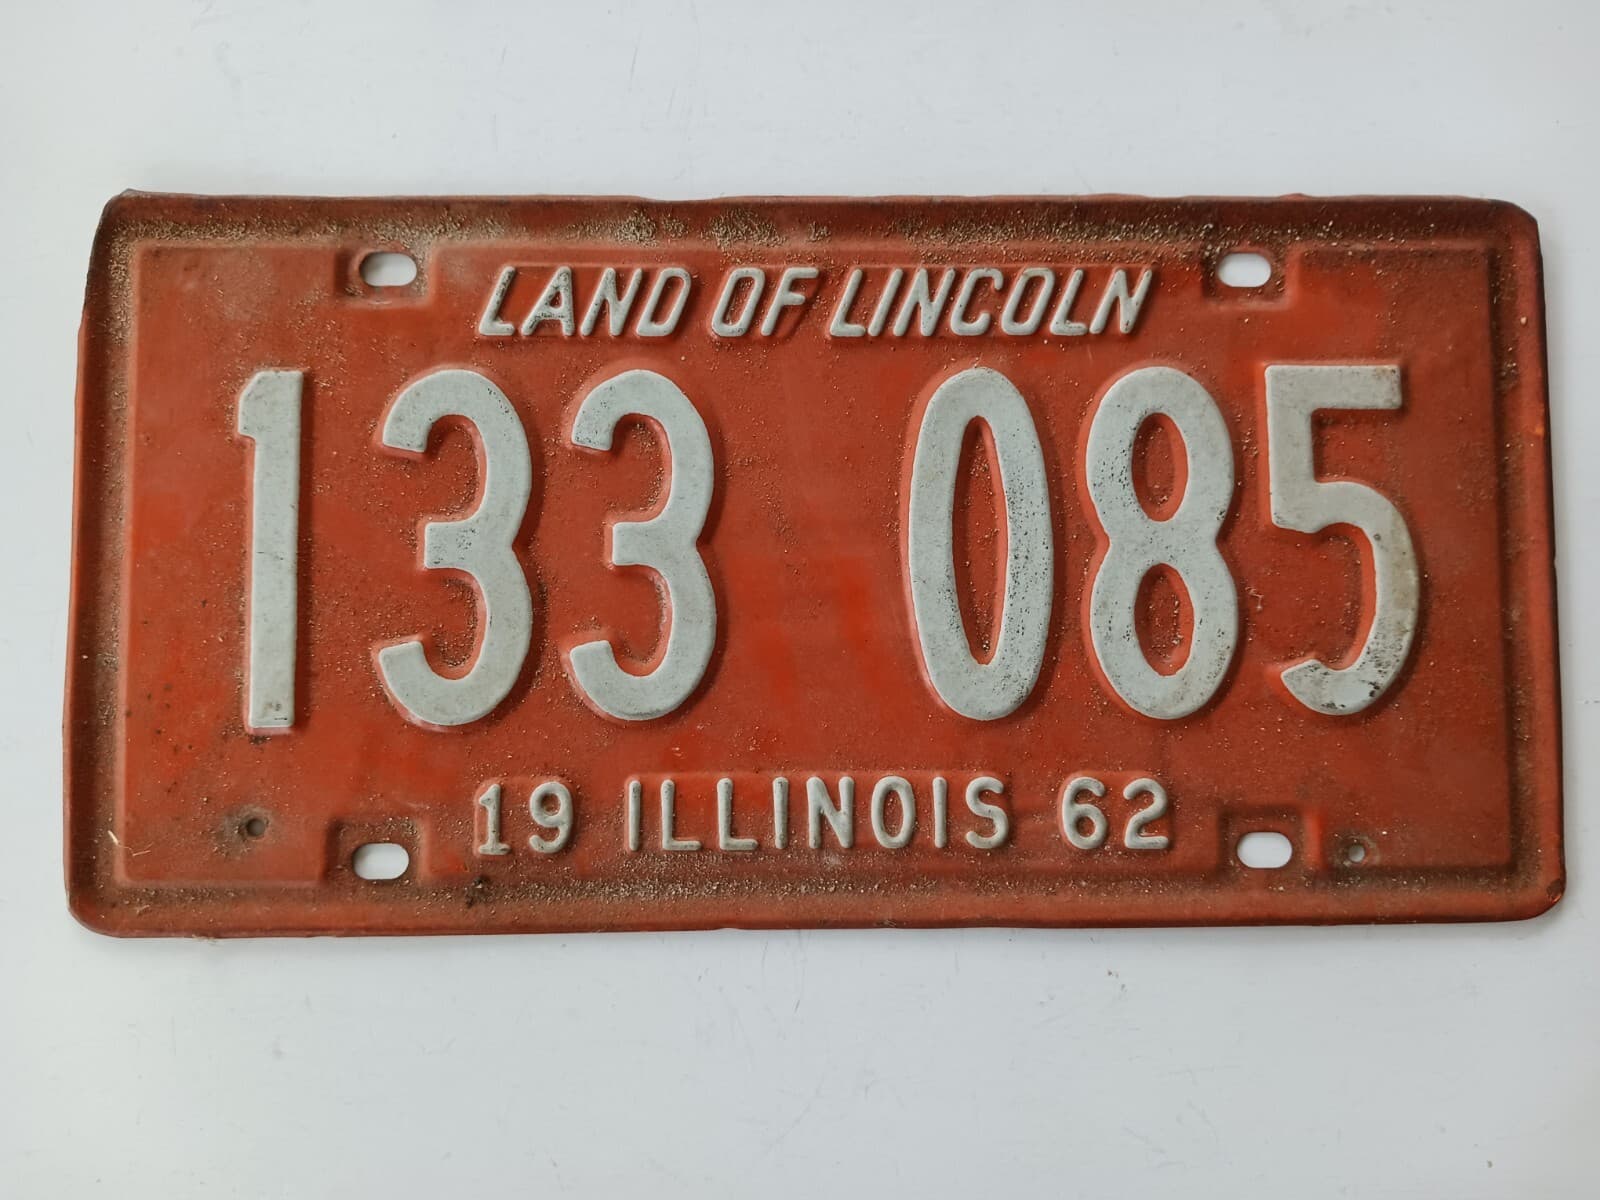 LAND OF LINCOLN
133 085
19 ILLINOIS 62